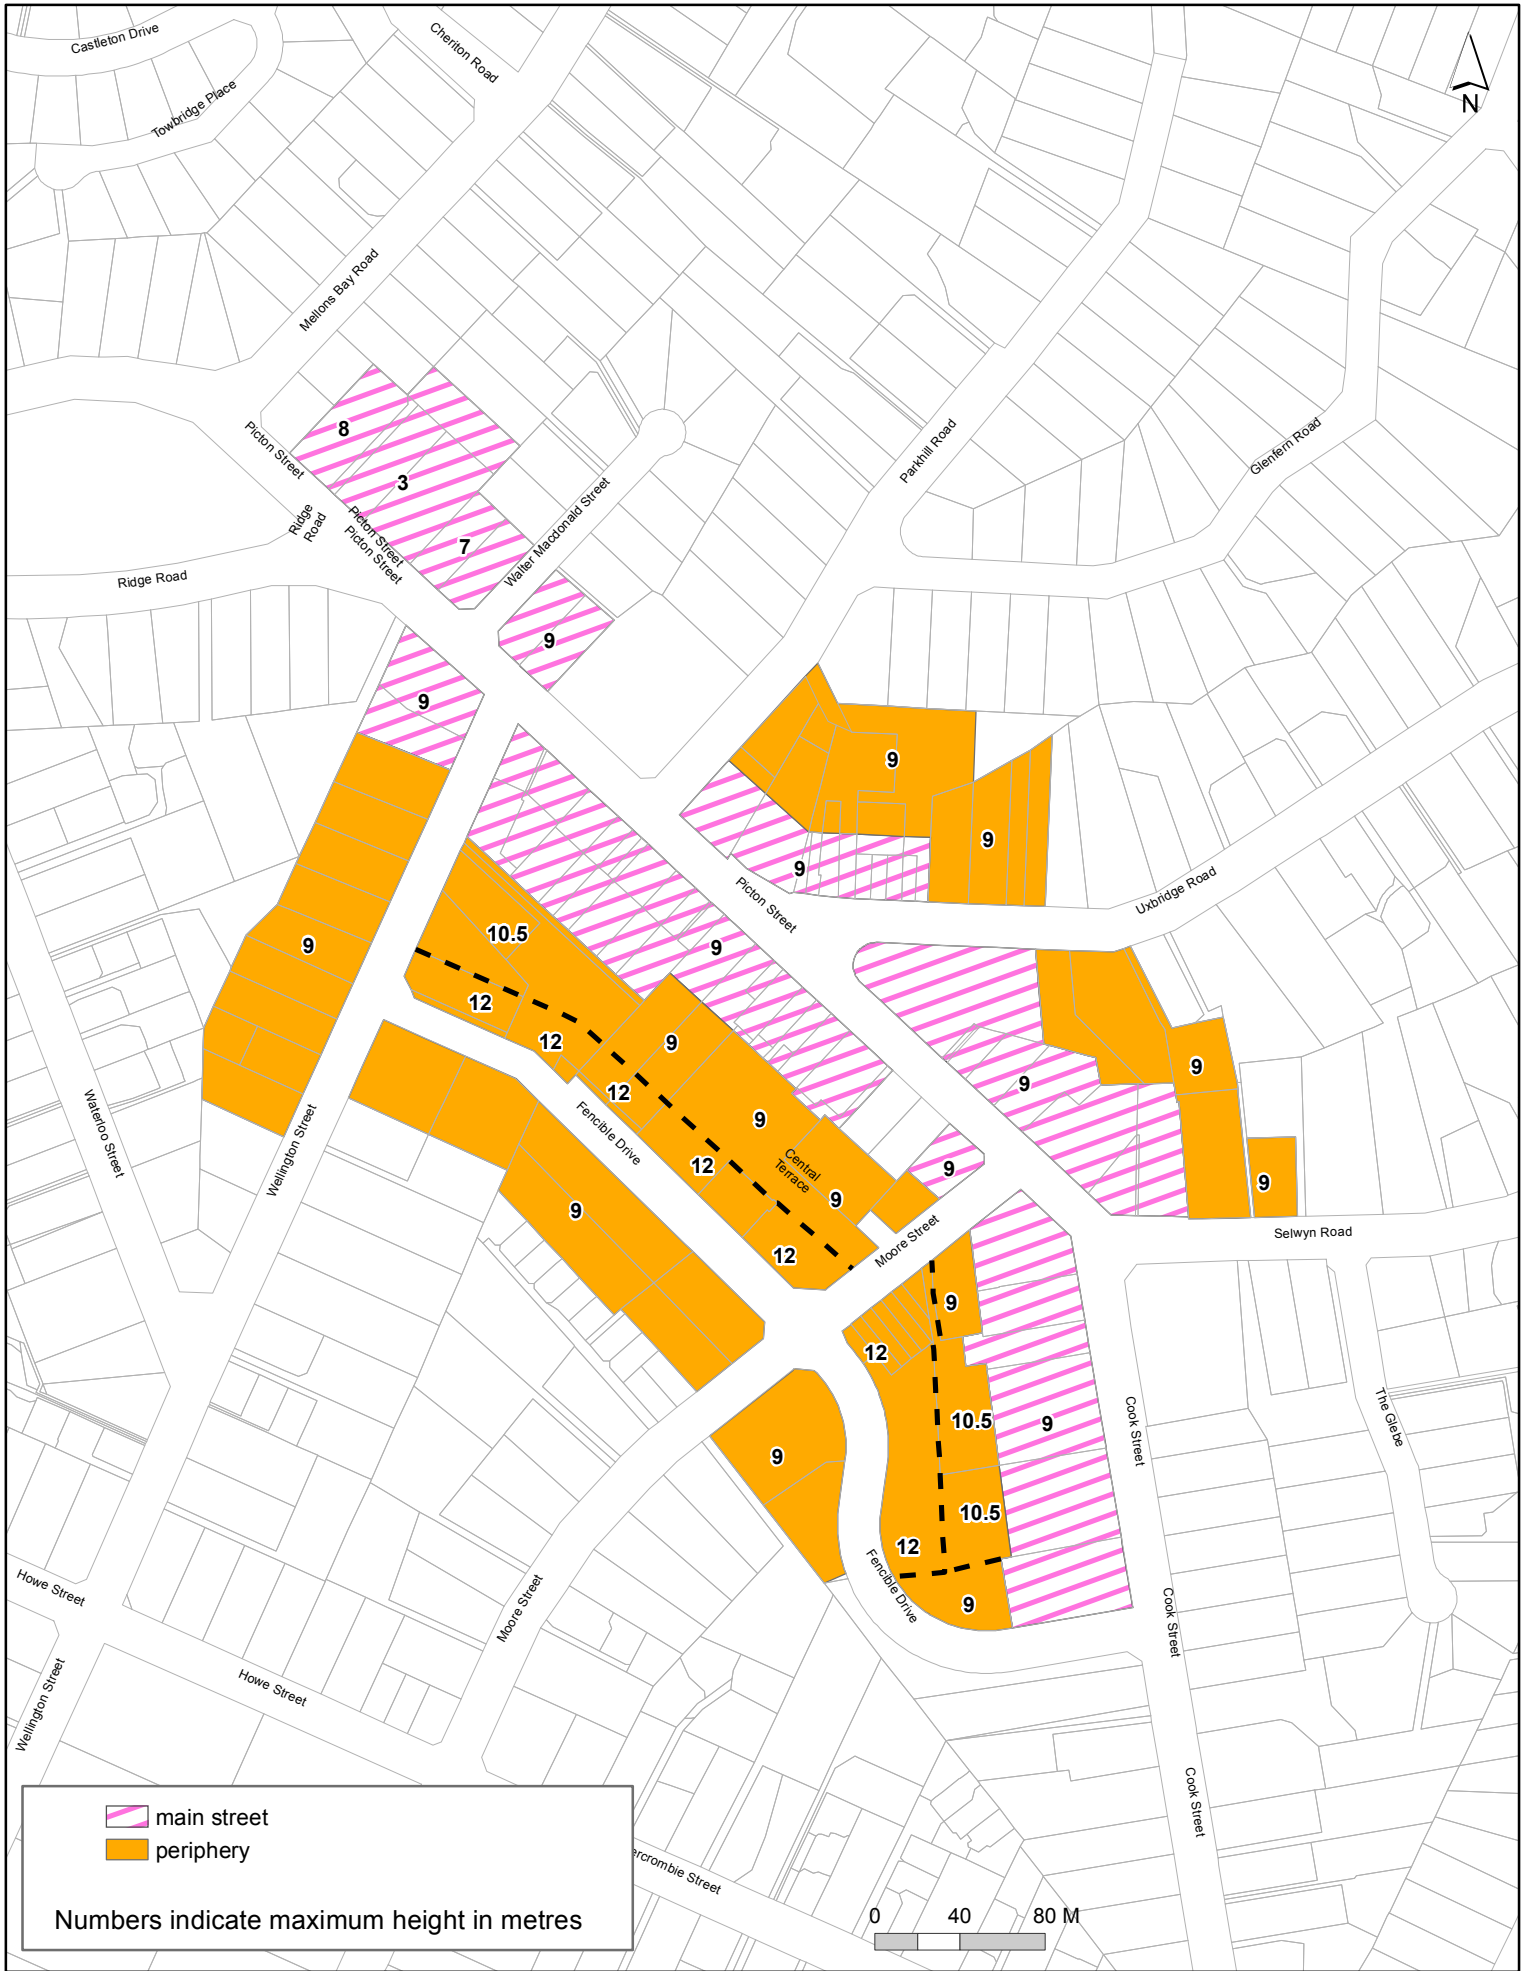 Castleton Drive
Cheriton Road
Towbridge Place
N
Mellons Bay Road
Picton Street
8
3
Ridge
Road
Picton Street
Picton Street
7
Walter Macdonald Street
Parkhill Road
Glenfern Road
Ridge Road
9
9
9
9
9
Picton Street
Uxbridge Road
10.5
9
9
12
12
9
12
9
9
9
Waterloo Street
Wellington Street
Fencible Drive
12
Central
Terrace
9
9
9
9
12
Moore Street
Selwyn Road
9
12
9
10.5
Cook Street
The Glebe
9
10.5
12
Fencible Drive
9
Howe Street
Moore Street
Cook Street
Howe Street
Wellington Street
Cook Street
main street
periphery
Numbers indicate maximum height in metres
ercrombie Street
0 40 80 M